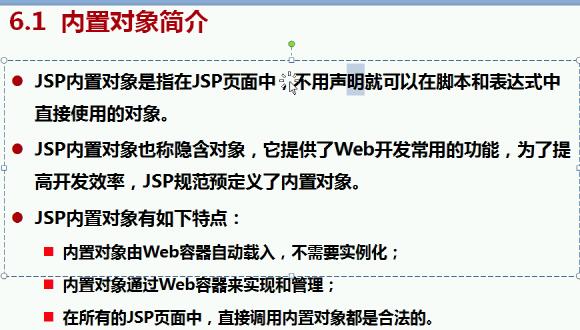 6.1 内置对象简介
JSP内置对象是指在JSP页面中，不用声明就可以在脚本和表达式中
直接使用的对象。
JSP内置对象也称隐含对象，它提供了Web开发常用的功能，为了提
高开发效率，JSP规范预定义了内置对象。
JSP内置对象有如下特点：
内置对象由Web容器自动载入，不需要实例化；
内置对象通过Web容器来实现和管理；
在所有的JSP页面中，直接调用内置对象都是合法的。